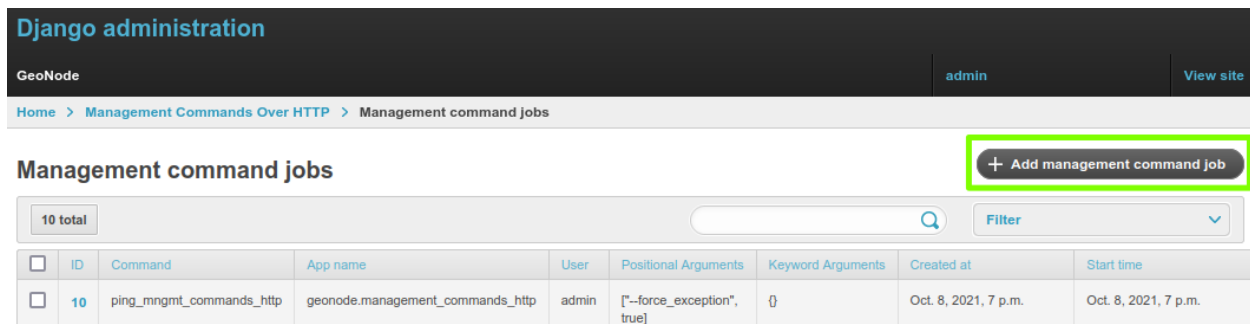 Django administration
GeoNode admin View site
Home > Management Commands Over HTTP > Management command jobs
Management command jobs
+ Add management command job
10 total Filter
ID Command App name User Positional Arguments Keyword Arguments Created at Start time
10 ping_mngmt_commands_http geonode.management_commands_http admin ["--force_exception", {} Oct. 8, 2021, 7 p.m. Oct. 8, 2021, 7 p.m.
true]